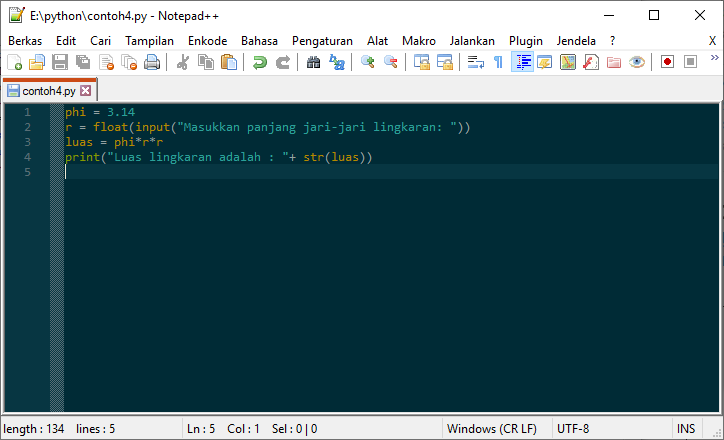 E:\python\contoh4.py - Notepad++
Berkas Edit Cari Tampilan Enkode Bahasa Pengaturan Alat Makro Jalankan Plugin Jendela ? X
contoh4.py
1 phi = 3.14
2 r = float(input("Masukkan panjang jari-jari lingkaran: "))
3 luas = phi*r*r
4 print("Luas lingkaran adalah : "+ str(luas))
5
length : 134 lines : 5 Ln : 5 Col : 1 Sel : 0 | 0 Windows (CR LF) UTF-8 INS